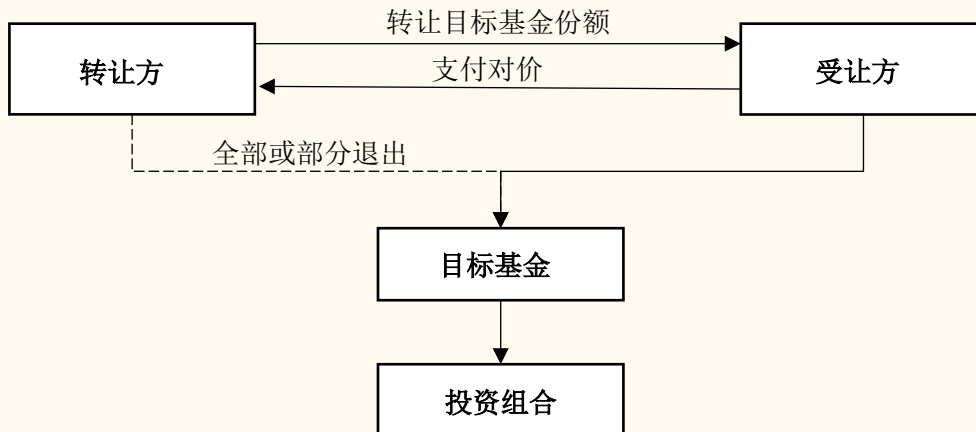 转让目标基金份额
转让方
支付对价
受让方
全部或部分退出
目标基金
投资组合